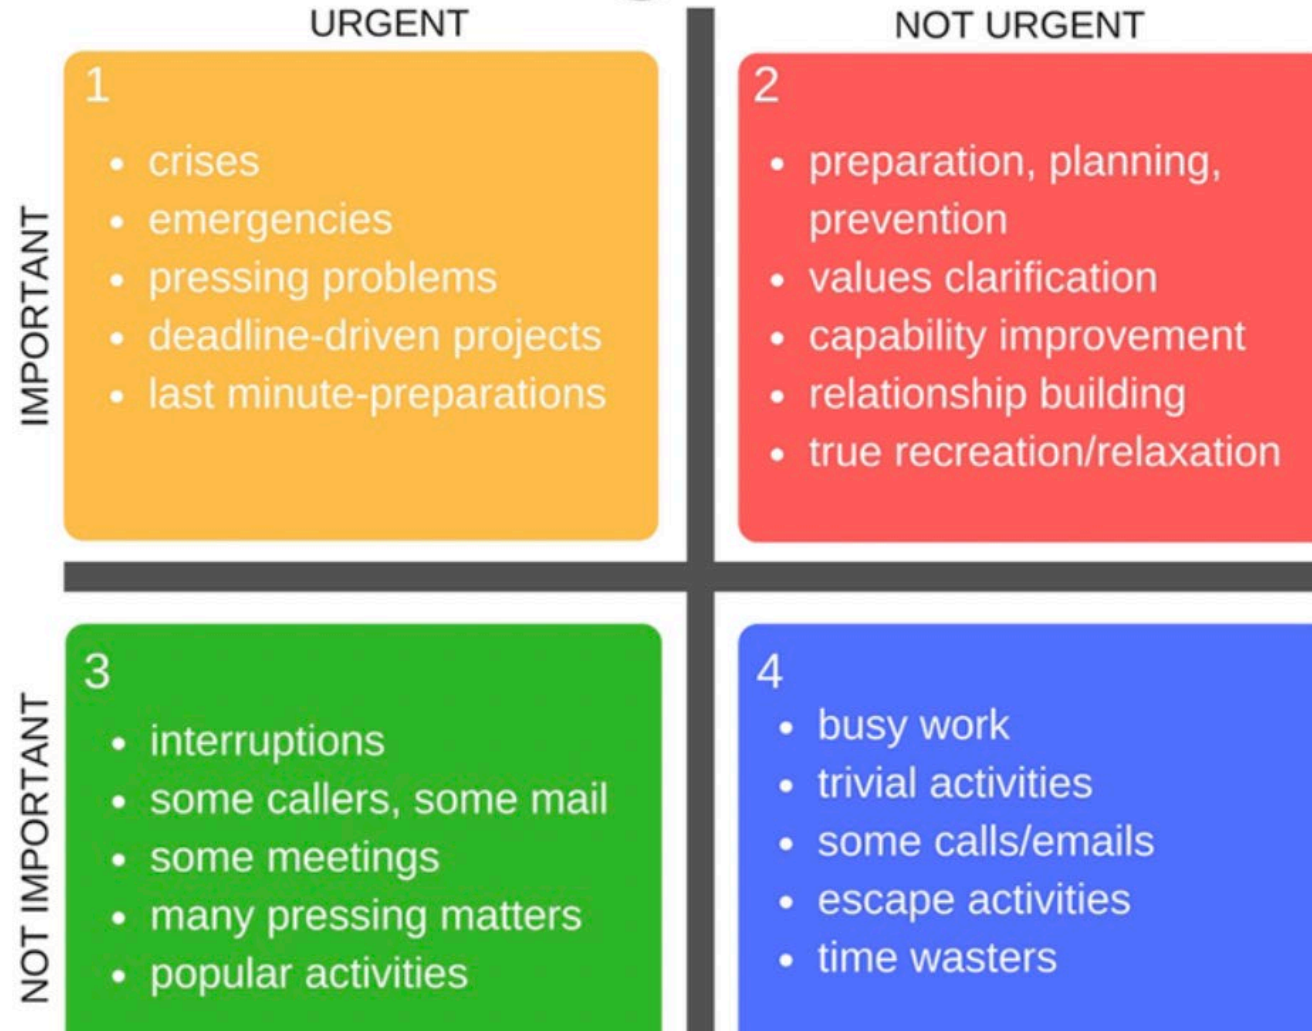 URGENT
NOT URGENT
IMPORTANT
1
• crises
• emergencies
• pressing problems
• deadline-driven projects
• last minute-preparations
2
• preparation, planning,
prevention
• values clarification
• capability improvement
• relationship building
• true recreation/relaxation
NOT IMPORTANT
3
• interruptions
• some callers, some mail
• some meetings
• many pressing matters
• popular activities
4
• busy work
• trivial activities
• some calls/emails
• escape activities
• time wasters